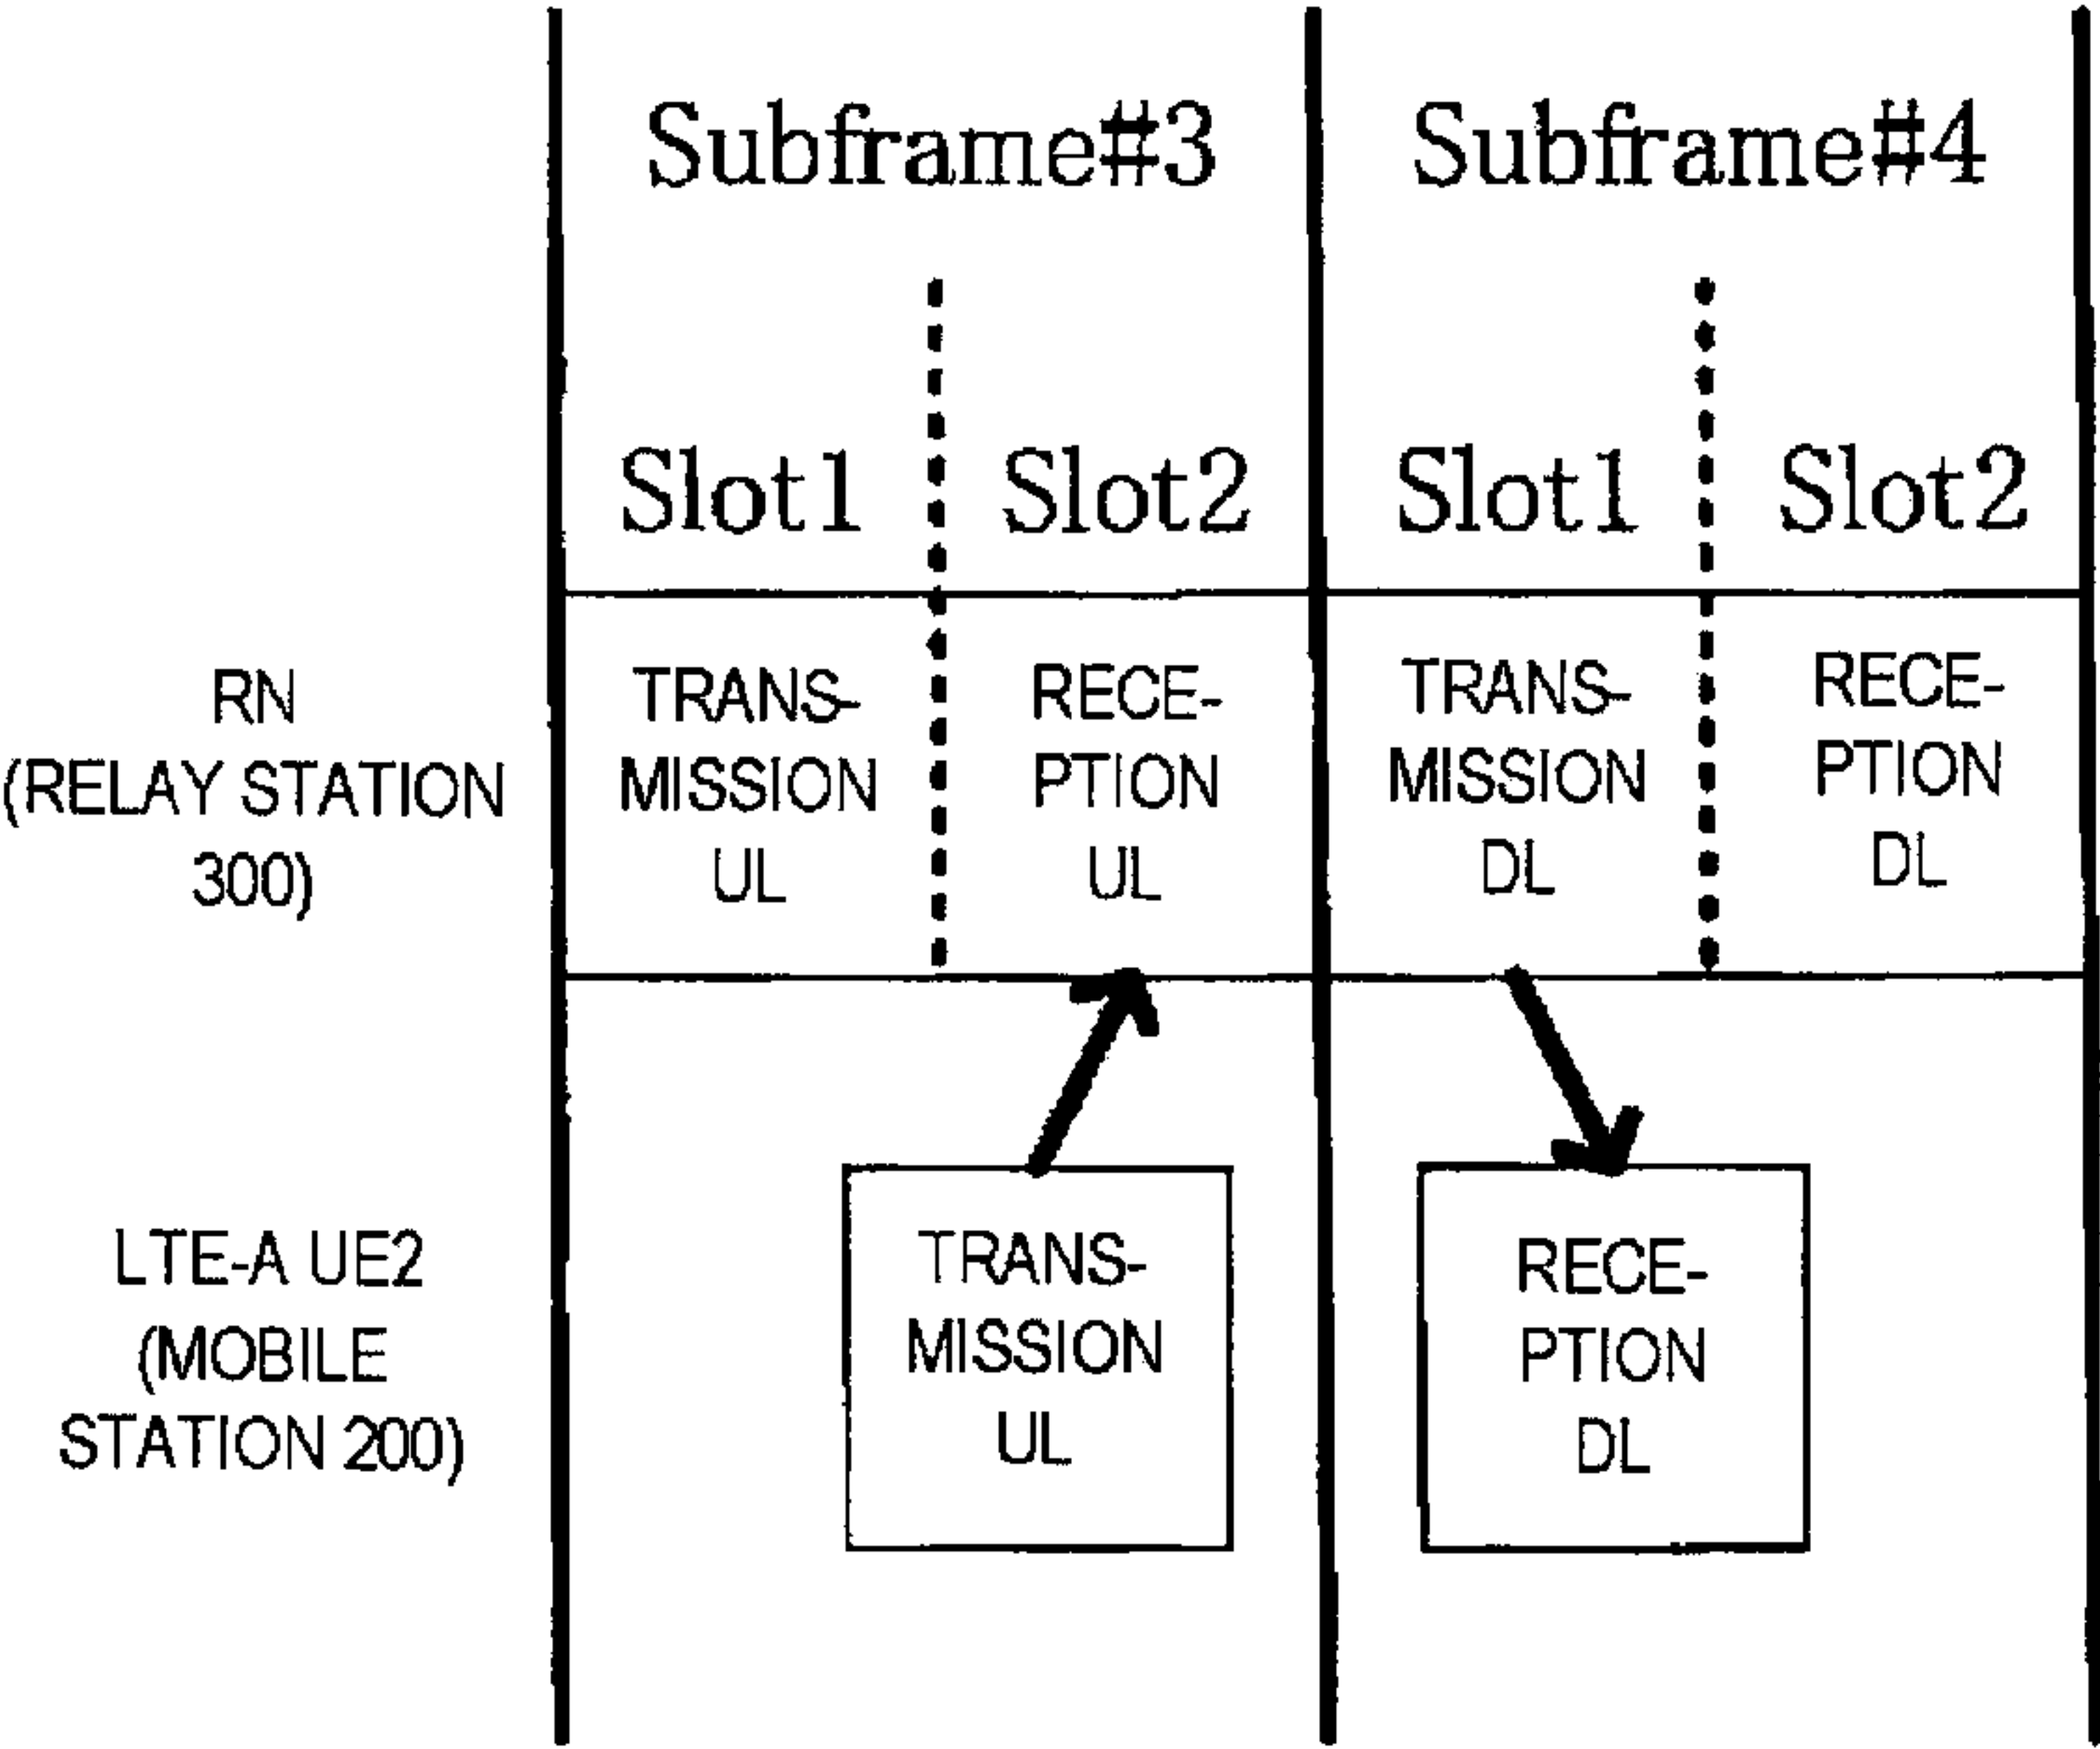 Subframe#3 Subframe#4
Slot1 Slot2 Slot1 Slot2
RN
(RELAY STATION
300)
TRANS-
MISSION
UL
RECE-
PTION
UL
TRANS-
MISSION
DL
RECE-
PTION
DL
LTE-A UE2
(MOBILE
STATION 200)
TRANS-
MISSION
UL
RECE-
PTION
DL